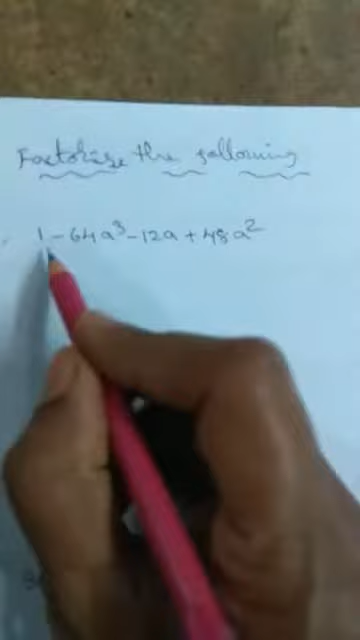 Factorise the following
1 - 64a³ - 12a + 48a²